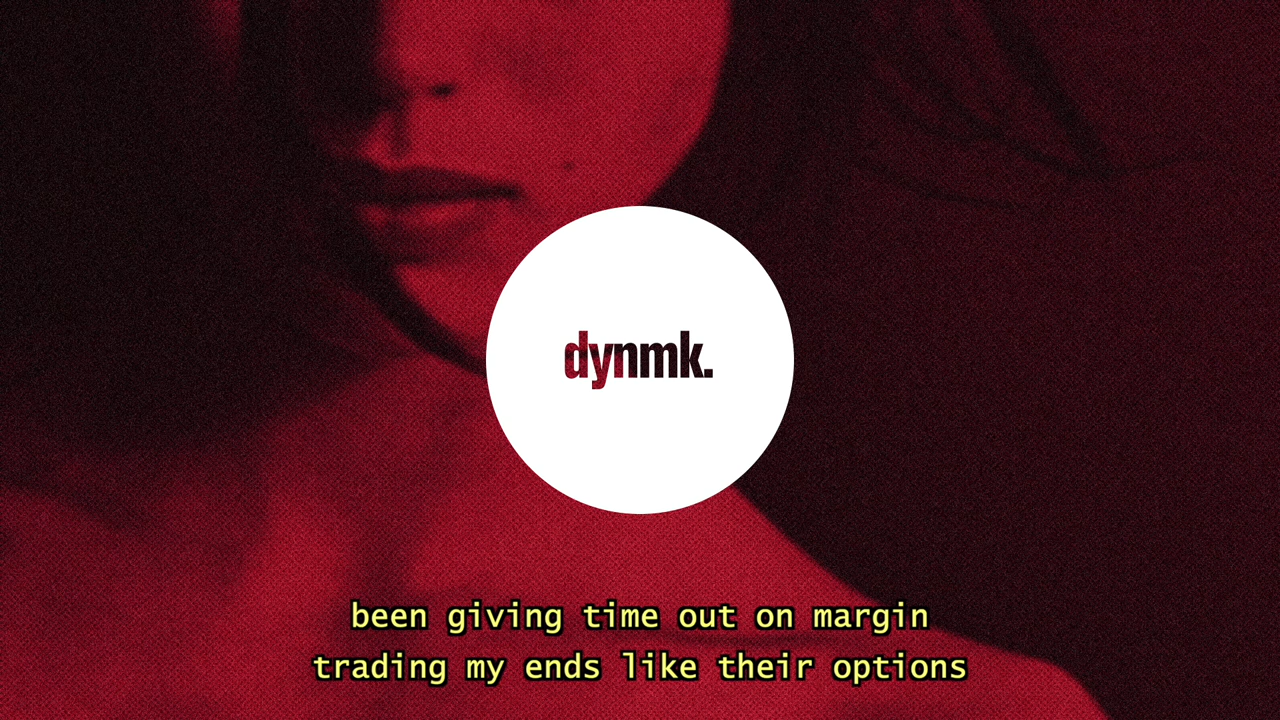 dynmk.
been giving time out on margin
trading my ends like their options